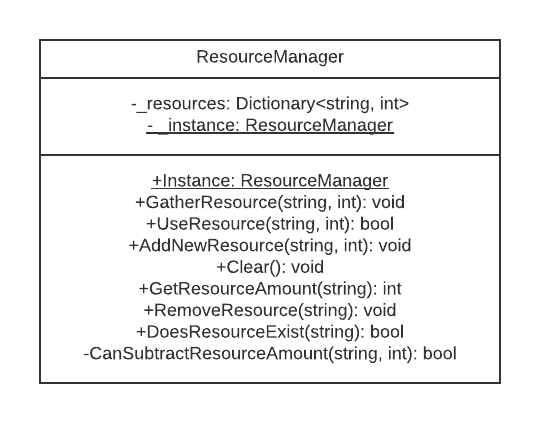 ResourceManager
-_resources: Dictionary<string, int>
- _instance: ResourceManager
+Instance: ResourceManager
+GatherResource(string, int): void
+UseResource(string, int): bool
+AddNewResource(string, int): void
+Clear(): void
+GetResourceAmount(string): int
+RemoveResource(string): void
+DoesResourceExist(string): bool
-CanSubtractResourceAmount(string, int): bool